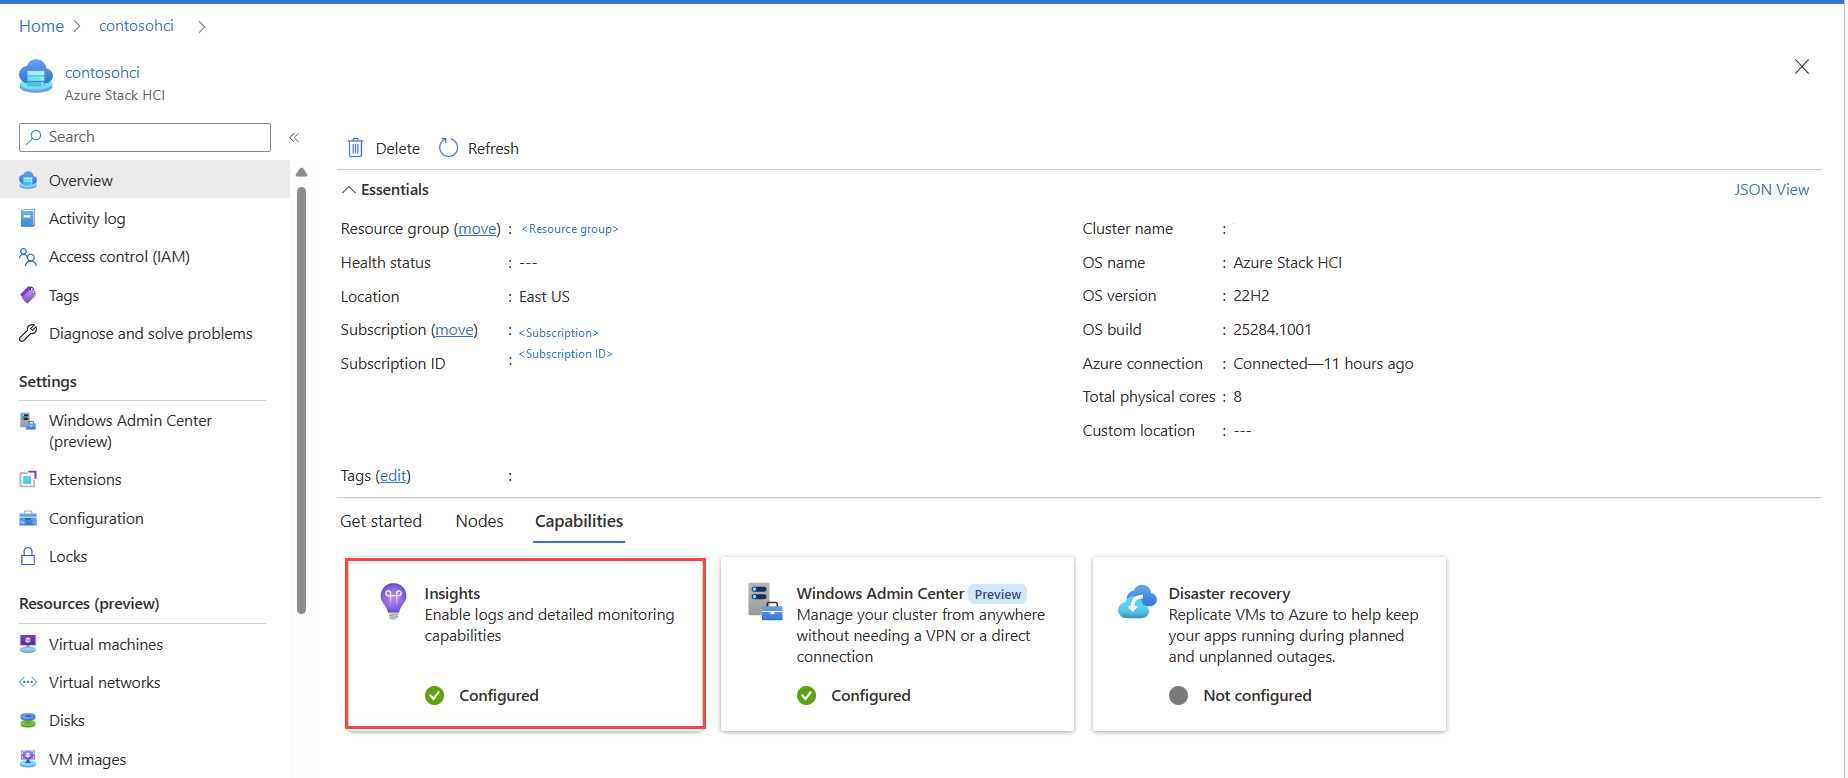 Home > contosohci >
contosohci
Azure Stack HCI
Search
«
Overview
Activity log
Access control (IAM)
Tags
Diagnose and solve problems
Settings
Windows Admin Center
(preview)
Extensions
Configuration
Locks
Resources (preview)
Virtual machines
Virtual networks
Disks
VM images
Delete Refresh
Essentials
JSON View
Resource group (move) : <Resource group>
Health status : ---
Location : East US
Subscription (move) : <Subscription>
Subscription ID : <Subscription ID>
Cluster name :
OS name : Azure Stack HCI
OS version : 22H2
OS build : 25284.1001
Azure connection : Connected—11 hours ago
Total physical cores : 8
Custom location : ---
Tags (edit) :
Get started Nodes Capabilities
Insights
Enable logs and detailed monitoring
capabilities
Configured
Windows Admin Center Preview
Manage your cluster from anywhere
without needing a VPN or a direct
connection
Configured
Disaster recovery
Replicate VMs to Azure to help keep
your apps running during planned
and unplanned outages.
Not configured